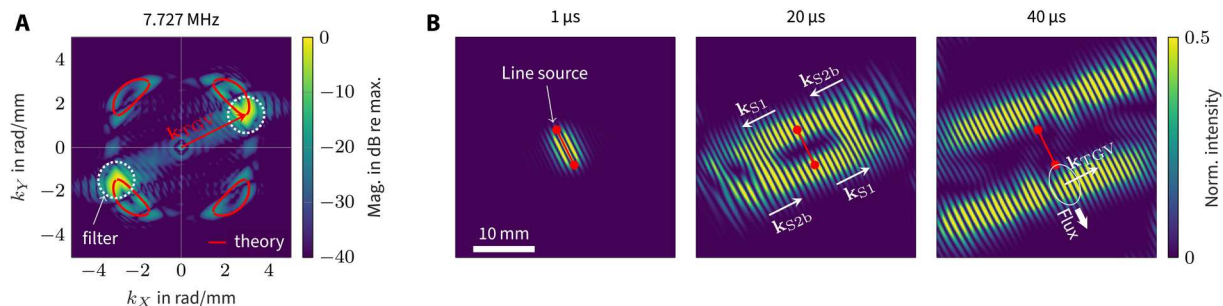 A
7.727 MHz
k_Y in rad/mm
4
2
0
−2
−4
k_TGV
filter
theory
−4 −2 0 2 4
k_X in rad/mm
0
−10
−20
−30
−40
Mag. in dB re max.
B
1 µs
Line source
10 mm
20 µs
k_S2b
k_S1
k_S1
k_S2b
40 µs
k_TGV
Flux
0.5
0
Norm. intensity